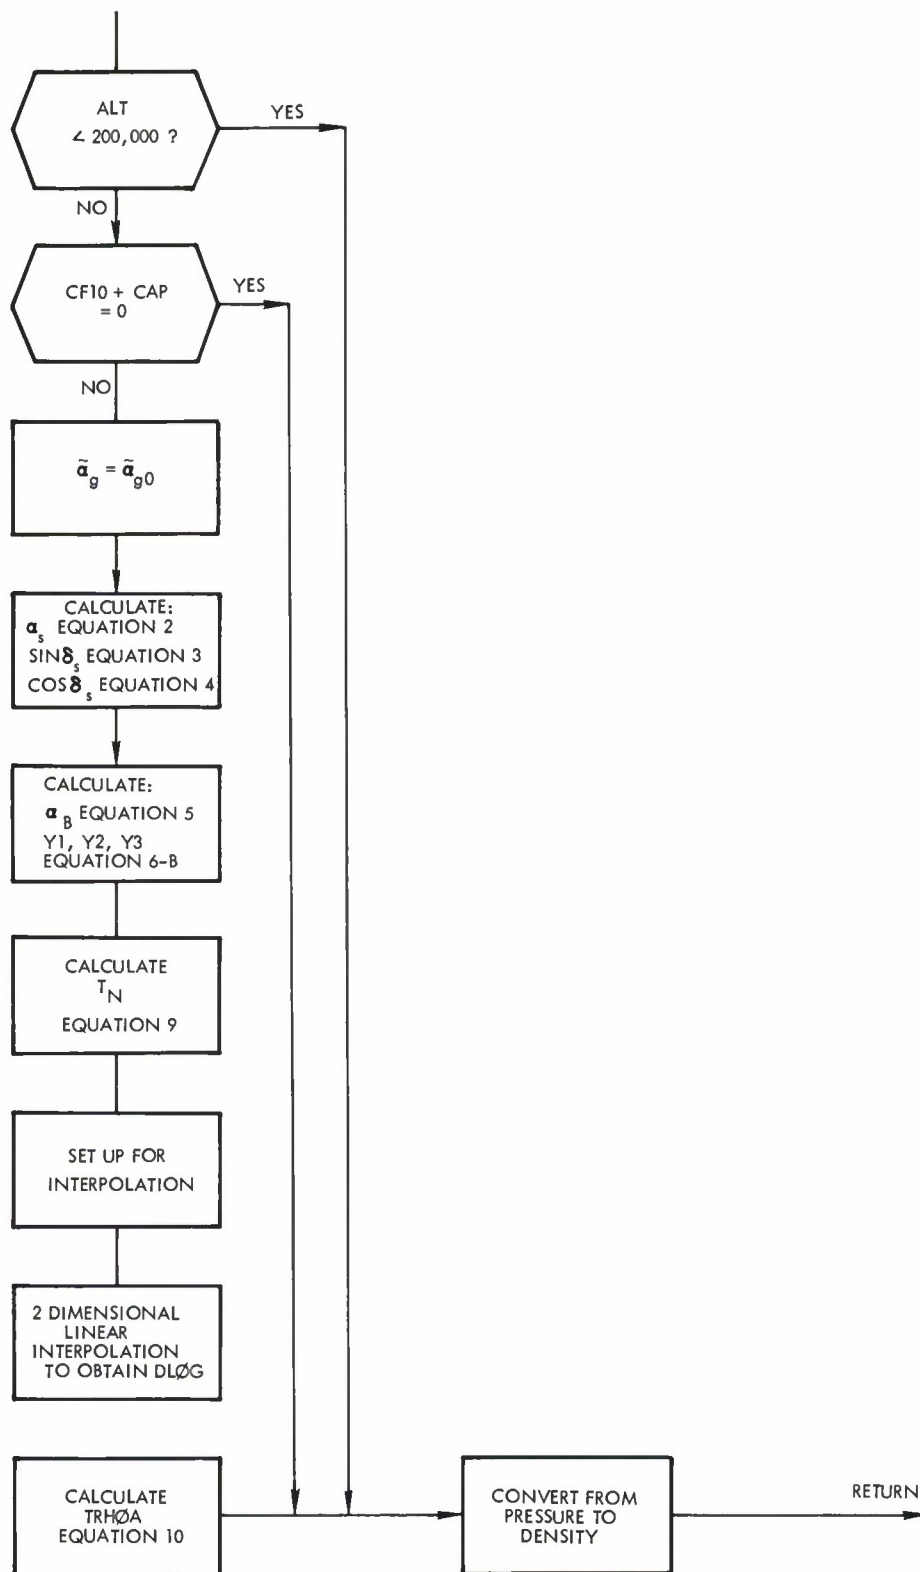 ALT
∠ 200,000 ?
YES
NO
CF10 + CAP
= 0
YES
NO
α̃g = α̃g0
CALCULATE:
αs EQUATION 2
SINδs EQUATION 3
COSδs EQUATION 4
CALCULATE:
αB EQUATION 5
Y1, Y2, Y3
EQUATION 6-B
CALCULATE
TN
EQUATION 9
SET UP FOR
INTERPOLATION
2 DIMENSIONAL
LINEAR
INTERPOLATION
TO OBTAIN DLØG
CALCULATE
TRHØA
EQUATION 10
CONVERT FROM
PRESSURE TO
DENSITY
RETURN